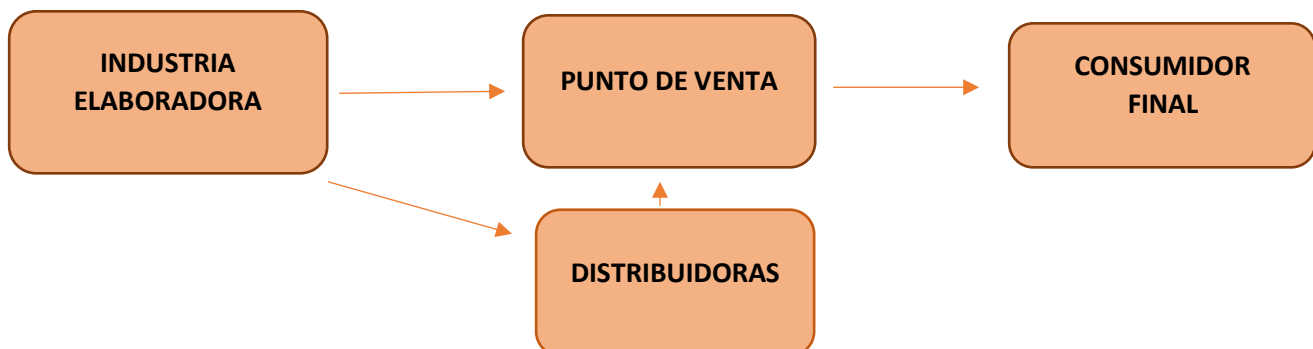 INDUSTRIA
ELABORADORA
PUNTO DE VENTA
CONSUMIDOR
FINAL
DISTRIBUIDORAS